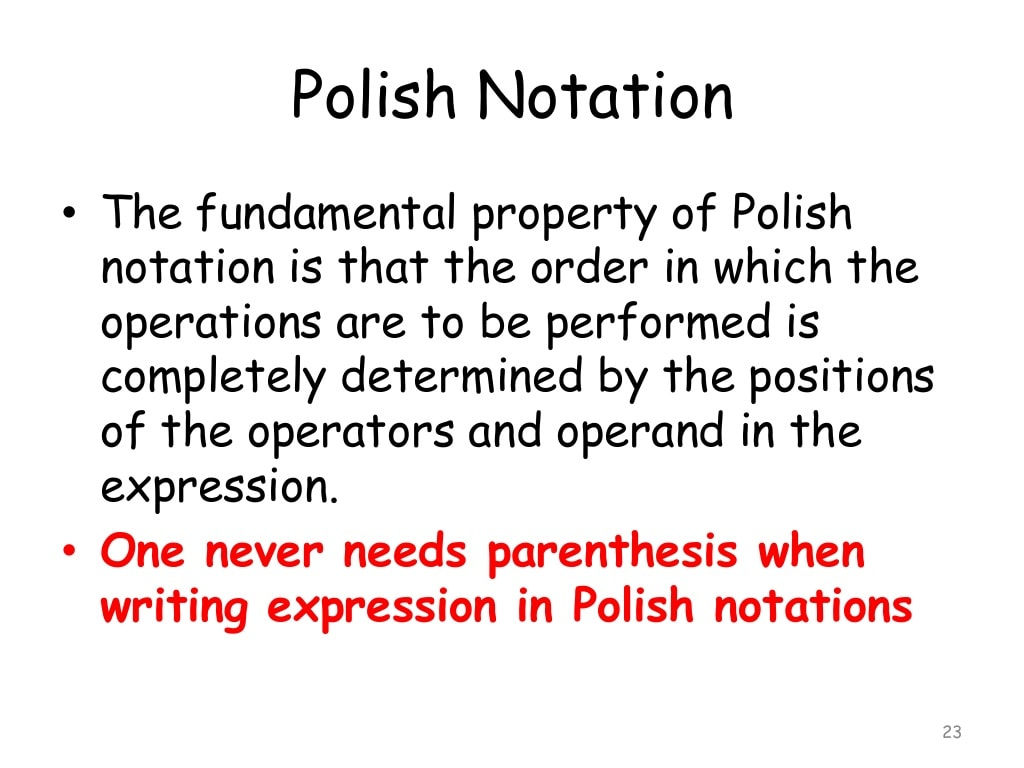 Polish Notation
• The fundamental property of Polish
notation is that the order in which the
operations are to be performed is
completely determined by the positions
of the operators and operand in the
expression.
• One never needs parenthesis when
writing expression in Polish notations
23